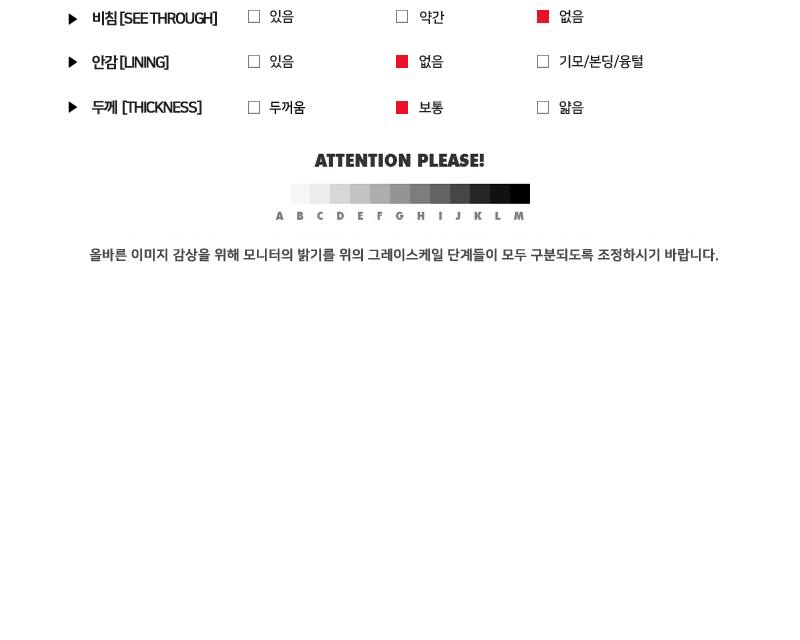 ▶ 비침 [SEE THROUGH] □ 있음 □ 약간 ■ 없음
▶ 안감 [LINING] □ 있음 ■ 없음 □ 기모/본딩/융털
▶ 두께 [THICKNESS] □ 두꺼움 ■ 보통 □ 얇음
ATTENTION PLEASE!
A B C D E F G H I J K L M
올바른 이미지 감상을 위해 모니터의 밝기를 위의 그레이스케일 단계들이 모두 구분되도록 조정하시기 바랍니다.